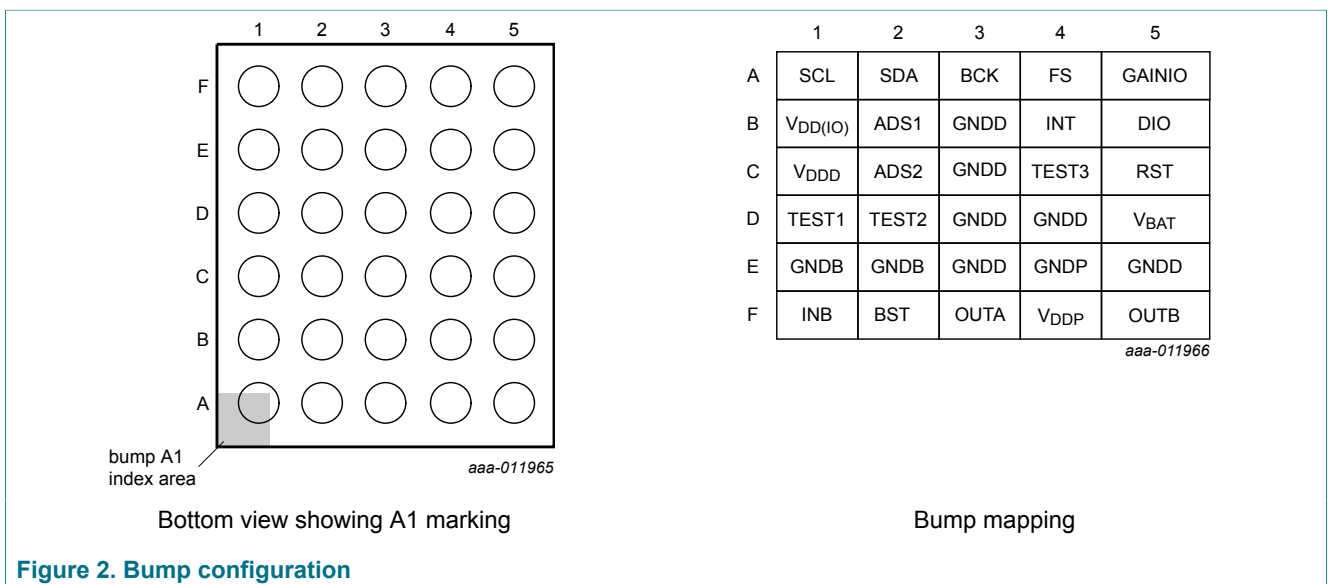 1 2 3 4 5
F
E
D
C
B
A
bump A1
index area
aaa-011965
Bottom view showing A1 marking
1 2 3 4 5
A SCL SDA BCK FS GAINIO
B VDD(IO) ADS1 GNDD INT DIO
C VDDD ADS2 GNDD TEST3 RST
D TEST1 TEST2 GNDD GNDD VBAT
E GNDB GNDB GNDD GNDP GNDD
F INB BST OUTA VDDP OUTB
aaa-011966
Bump mapping
Figure 2. Bump configuration